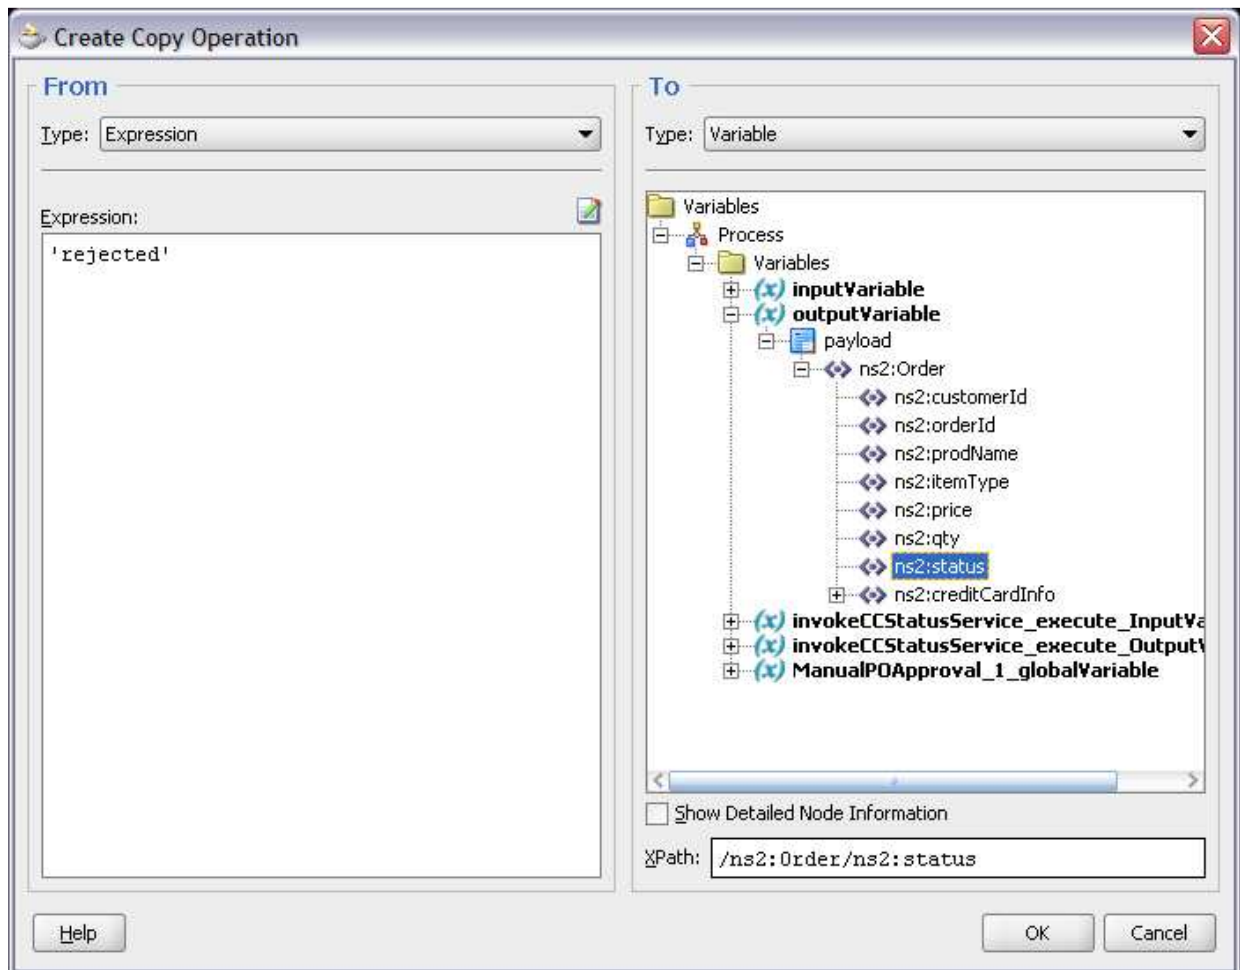 Create Copy Operation
From
Type: Expression
Expression:
'rejected'
To
Type: Variable
Variables
Process
Variables
inputVariable
outputVariable
payload
ns2:Order
ns2:customerId
ns2:orderId
ns2:prodName
ns2:itemType
ns2:price
ns2:qty
ns2:status
ns2:creditCardInfo
invokeCCStatusService_execute_InputVa
invokeCCStatusService_execute_OutputV
ManualPOApproval_1_globalVariable
Show Detailed Node Information
XPath: /ns2:Order/ns2:status
Help
OK Cancel